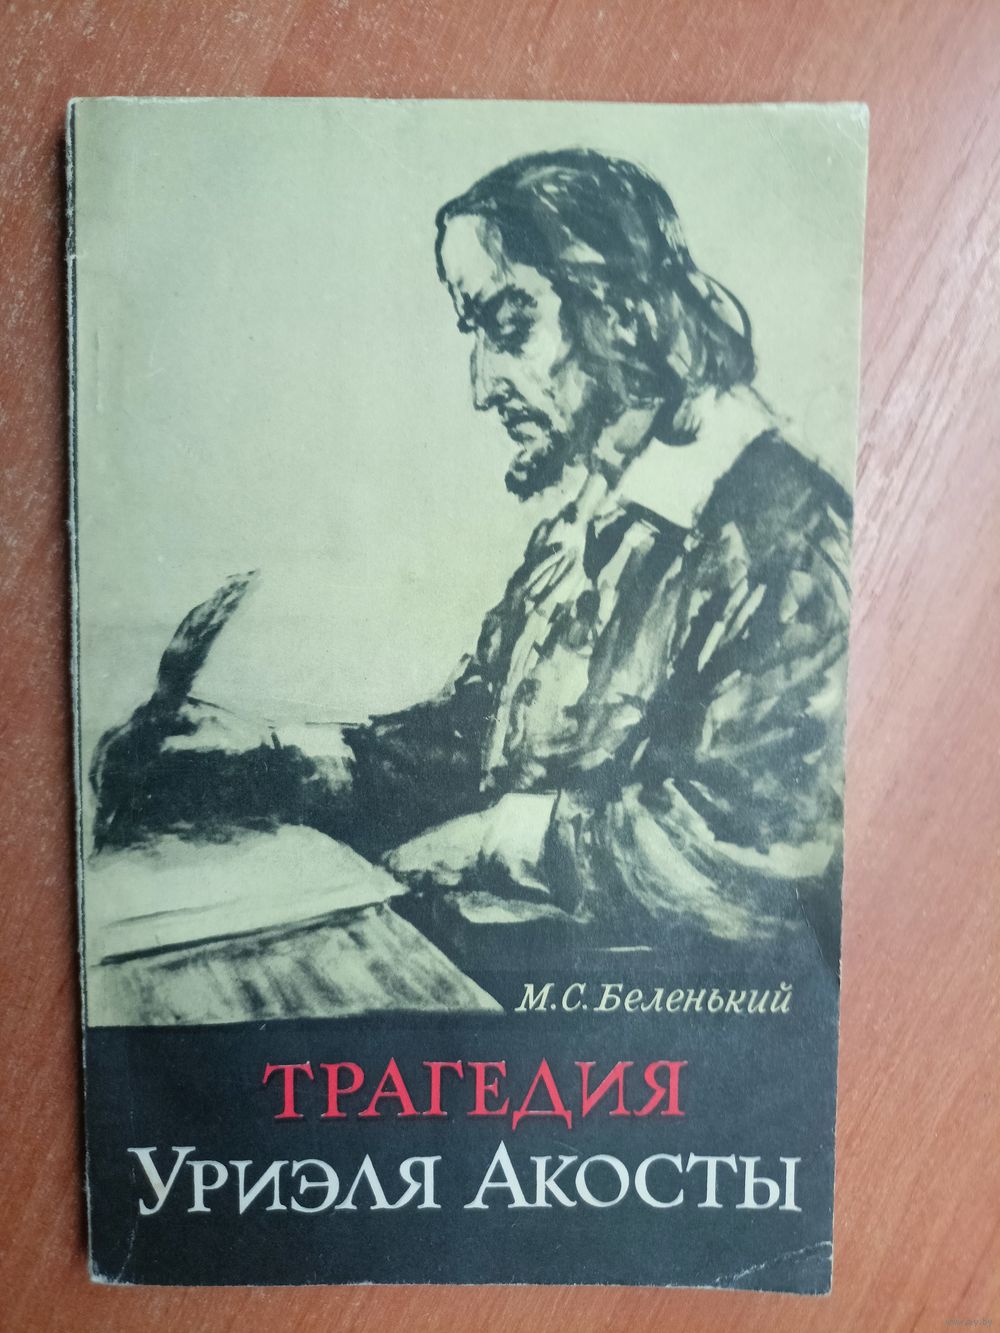 М. С. Беленький
ТРАГЕДИЯ
УРИЭЛЯ АКОСТЫ